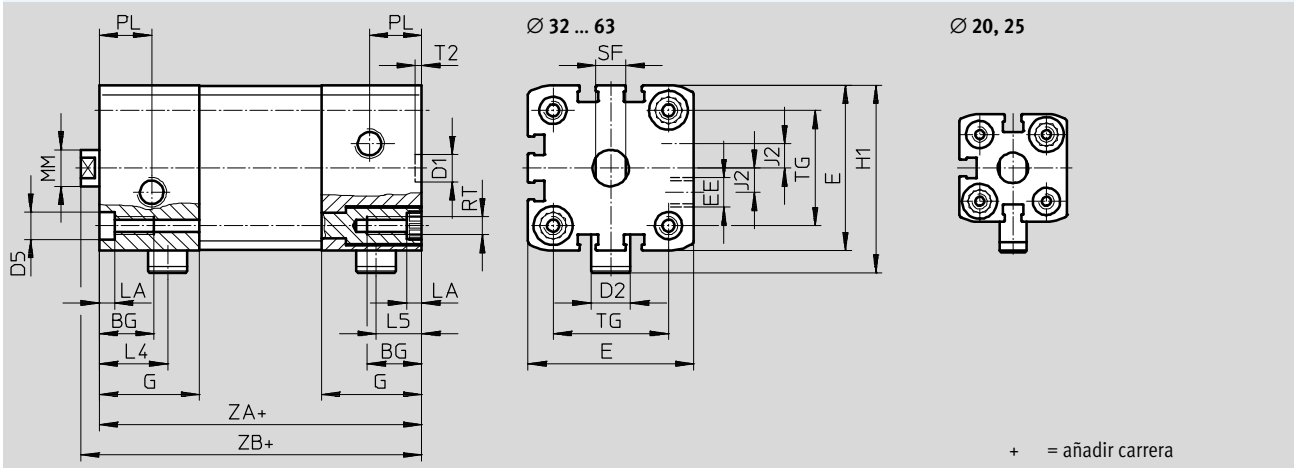 PL
PL
Ø 32 ... 63
Ø 20, 25
T2
SF
MM
D1
RT
J2
J2
EE
TG
E
H1
D5
LA
LA
D2
BG
L5
TG
L4
BG
E
G
G
ZA+
ZB+
+ = añadir carrera